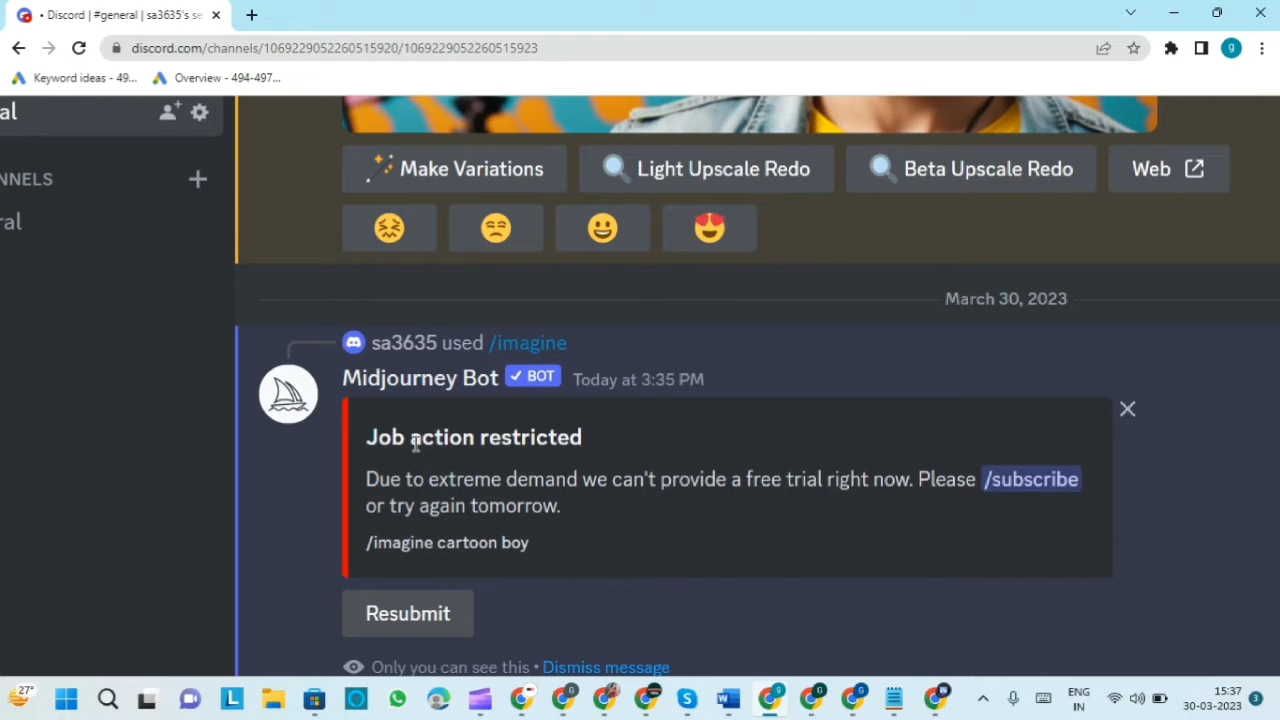 • Discord | #general | sa3635's se
discord.com/channels/1069229052260515920/1069229052260515923
g
Keyword ideas - 49...
Overview - 494-497...
al
NNELS
ral
Make Variations
Light Upscale Redo
Beta Upscale Redo
Web
March 30, 2023
sa3635 used /imagine
Midjourney Bot ✓ BOT Today at 3:35 PM
Job action restricted
Due to extreme demand we can't provide a free trial right now. Please /subscribe
or try again tomorrow.
/imagine cartoon boy
Resubmit
Only you can see this • Dismiss message
27°
ENG
IN
15:37
30-03-2023
3